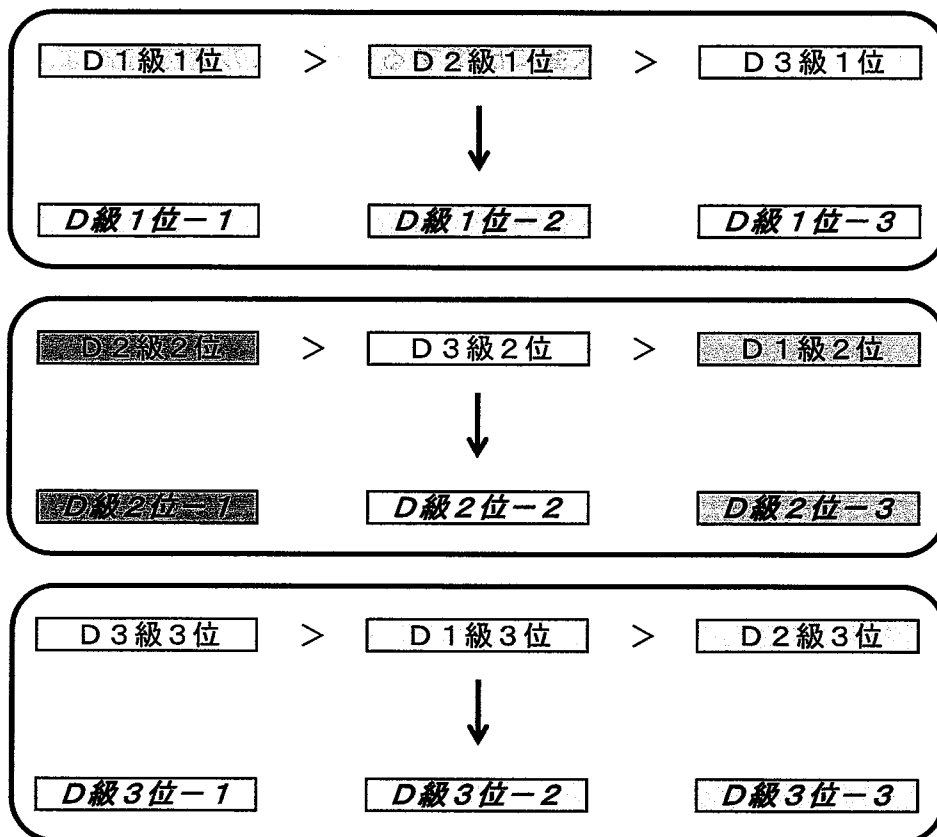 D1級1位 > D2級1位 > D3級1位
↓
D級1位－1 D級1位－2 D級1位－3
D2級2位 > D3級2位 > D1級2位
↓
D級2位－1 D級2位－2 D級2位－3
D3級3位 > D1級3位 > D2級3位
↓
D級3位－1 D級3位－2 D級3位－3